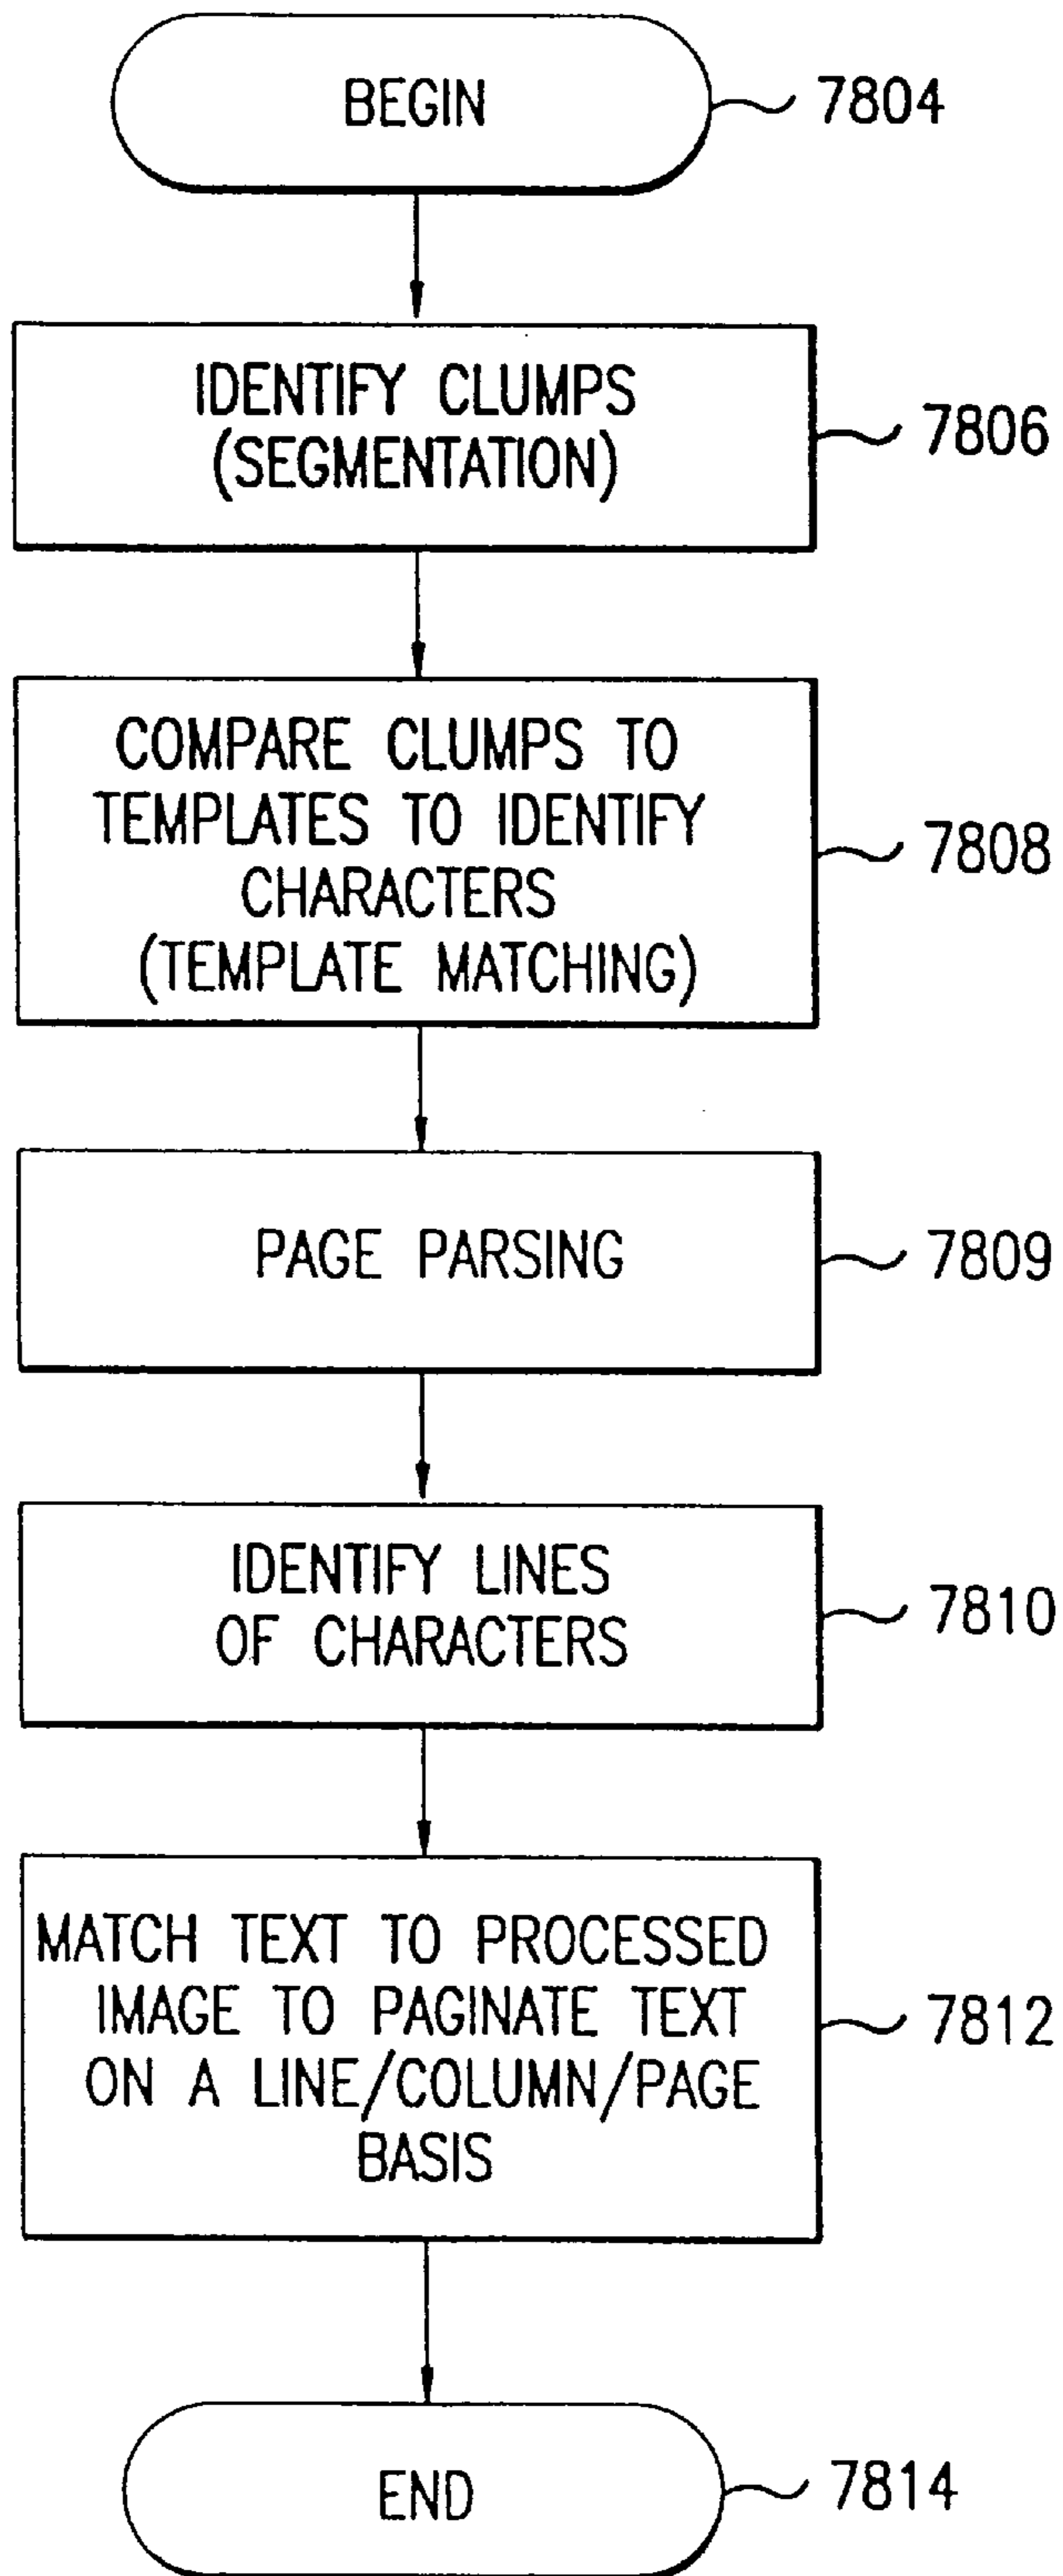 BEGIN
7804
IDENTIFY CLUMPS
(SEGMENTATION)
7806
COMPARE CLUMPS TO
TEMPLATES TO IDENTIFY
CHARACTERS
(TEMPLATE MATCHING)
7808
PAGE PARSING
7809
IDENTIFY LINES
OF CHARACTERS
7810
MATCH TEXT TO PROCESSED
IMAGE TO PAGINATE TEXT
ON A LINE/COLUMN/PAGE
BASIS
7812
END
7814